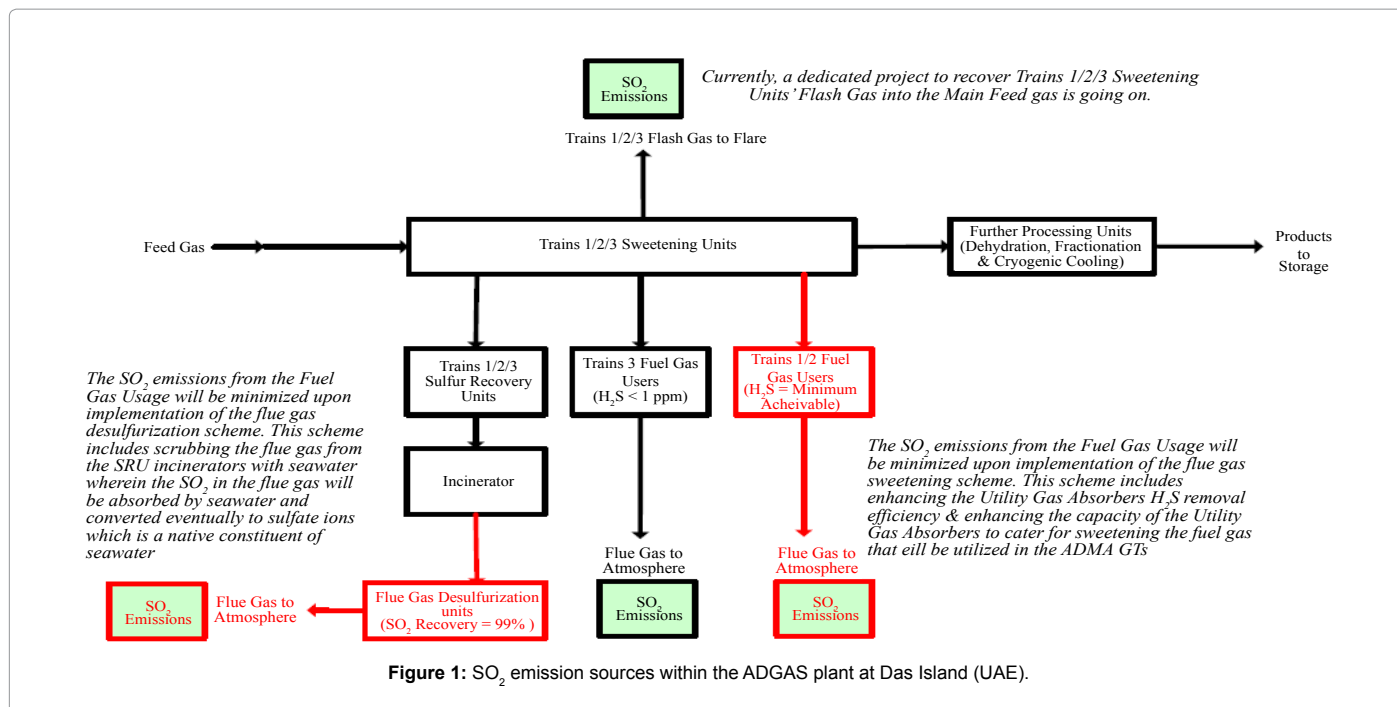 SO₂
Emissions
Currently, a dedicated project to recover Trains 1/2/3 Sweetening
Units' Flash Gas into the Main Feed gas is going on.
Trains 1/2/3 Flash Gas to Flare
Feed Gas
Trains 1/2/3 Sweetening Units
Further Processing Units
(Dehydration, Fractionation
& Cryogenic Cooling)
Products
to
Storage
The SO₂ emissions from the Fuel
Gas Usage will be minimized upon
implementation of the flue gas
desulfurization scheme. This scheme
includes scrubbing the flue gas from
the SRU incinerators with seawater
wherein the SO₂ in the flue gas will
be absorbed by seawater and
converted eventually to sulfate ions
which is a native constituent of
seawater
Trains 1/2/3
Sulfur Recovery
Units
Incinerator
Trains 3 Fuel Gas
Users
(H₂S < 1 ppm)
Trains 1/2 Fuel
Gas Users
(H₂S = Minimum
Acheivable)
The SO₂ emissions from the Fuel Gas Usage will
be minimized upon implementation of the flue gas
sweetening scheme. This scheme includes
enhancing the Utility Gas Absorbers H₂S removal
efficiency & enhancing the capacity of the Utility
Gas Absorbers to cater for sweetening the fuel gas
that eill be utilized in the ADMA GTs
SO₂
Emissions
Flue Gas to
Atmosphere
Flue Gas Desulfurization
units
(SO₂ Recovery = 99% )
Flue Gas to
Atmosphere
SO₂
Emissions
Flue Gas to
Atmosphere
SO₂
Emissions
Figure 1: SO₂ emission sources within the ADGAS plant at Das Island (UAE).